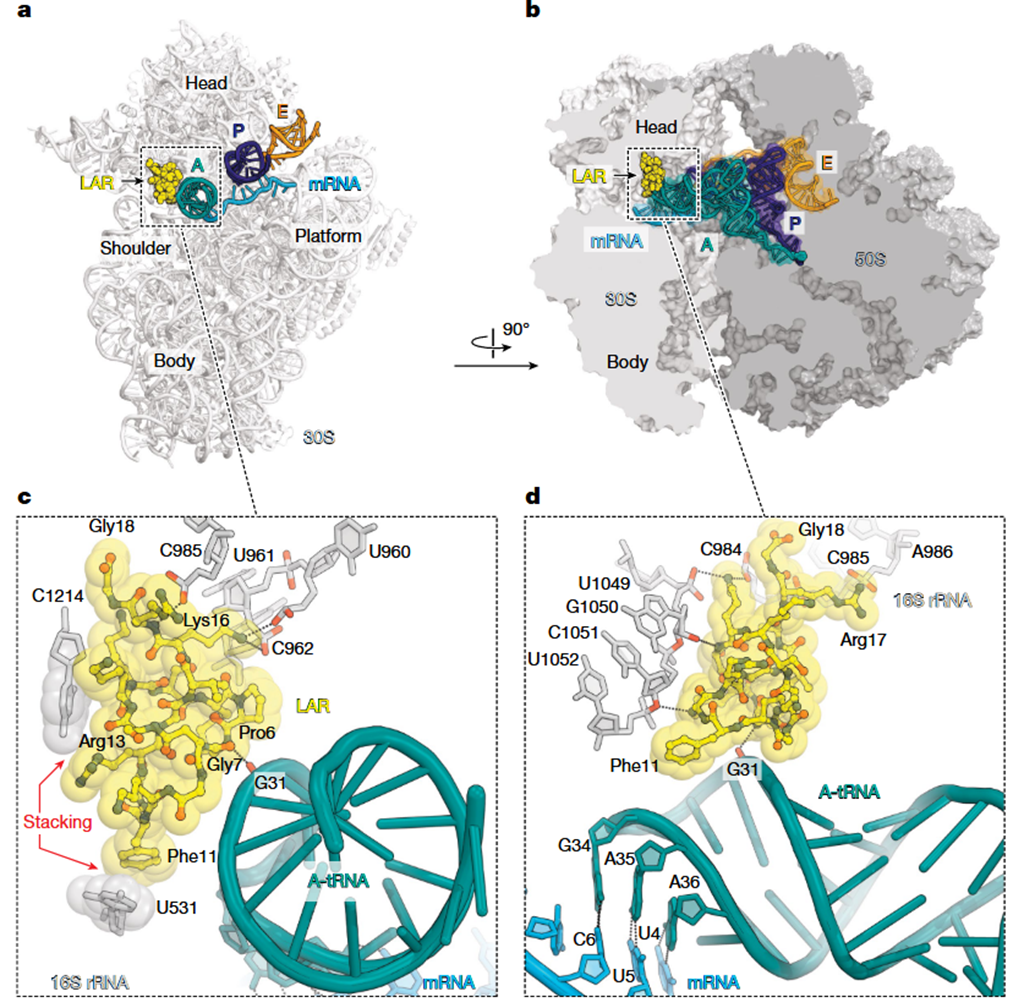 a
Head
E
P
A
LAR
mRNA
Shoulder
Platform
Body
30S
90°
b
Head
LAR
E
mRNA
A
P
50S
30S
Body
c
Gly18
C985
U961
U960
C1214
Lys16
C962
LAR
Arg13
Pro6
Gly7
G31
Stacking
Phe11
A-tRNA
U531
16S rRNA
mRNA
d
Gly18
C984
C985
A986
U1049
16S rRNA
G1050
C1051
Arg17
U1052
Phe11
G31
A-tRNA
G34
A35
A36
C6
U4
U5
mRNA